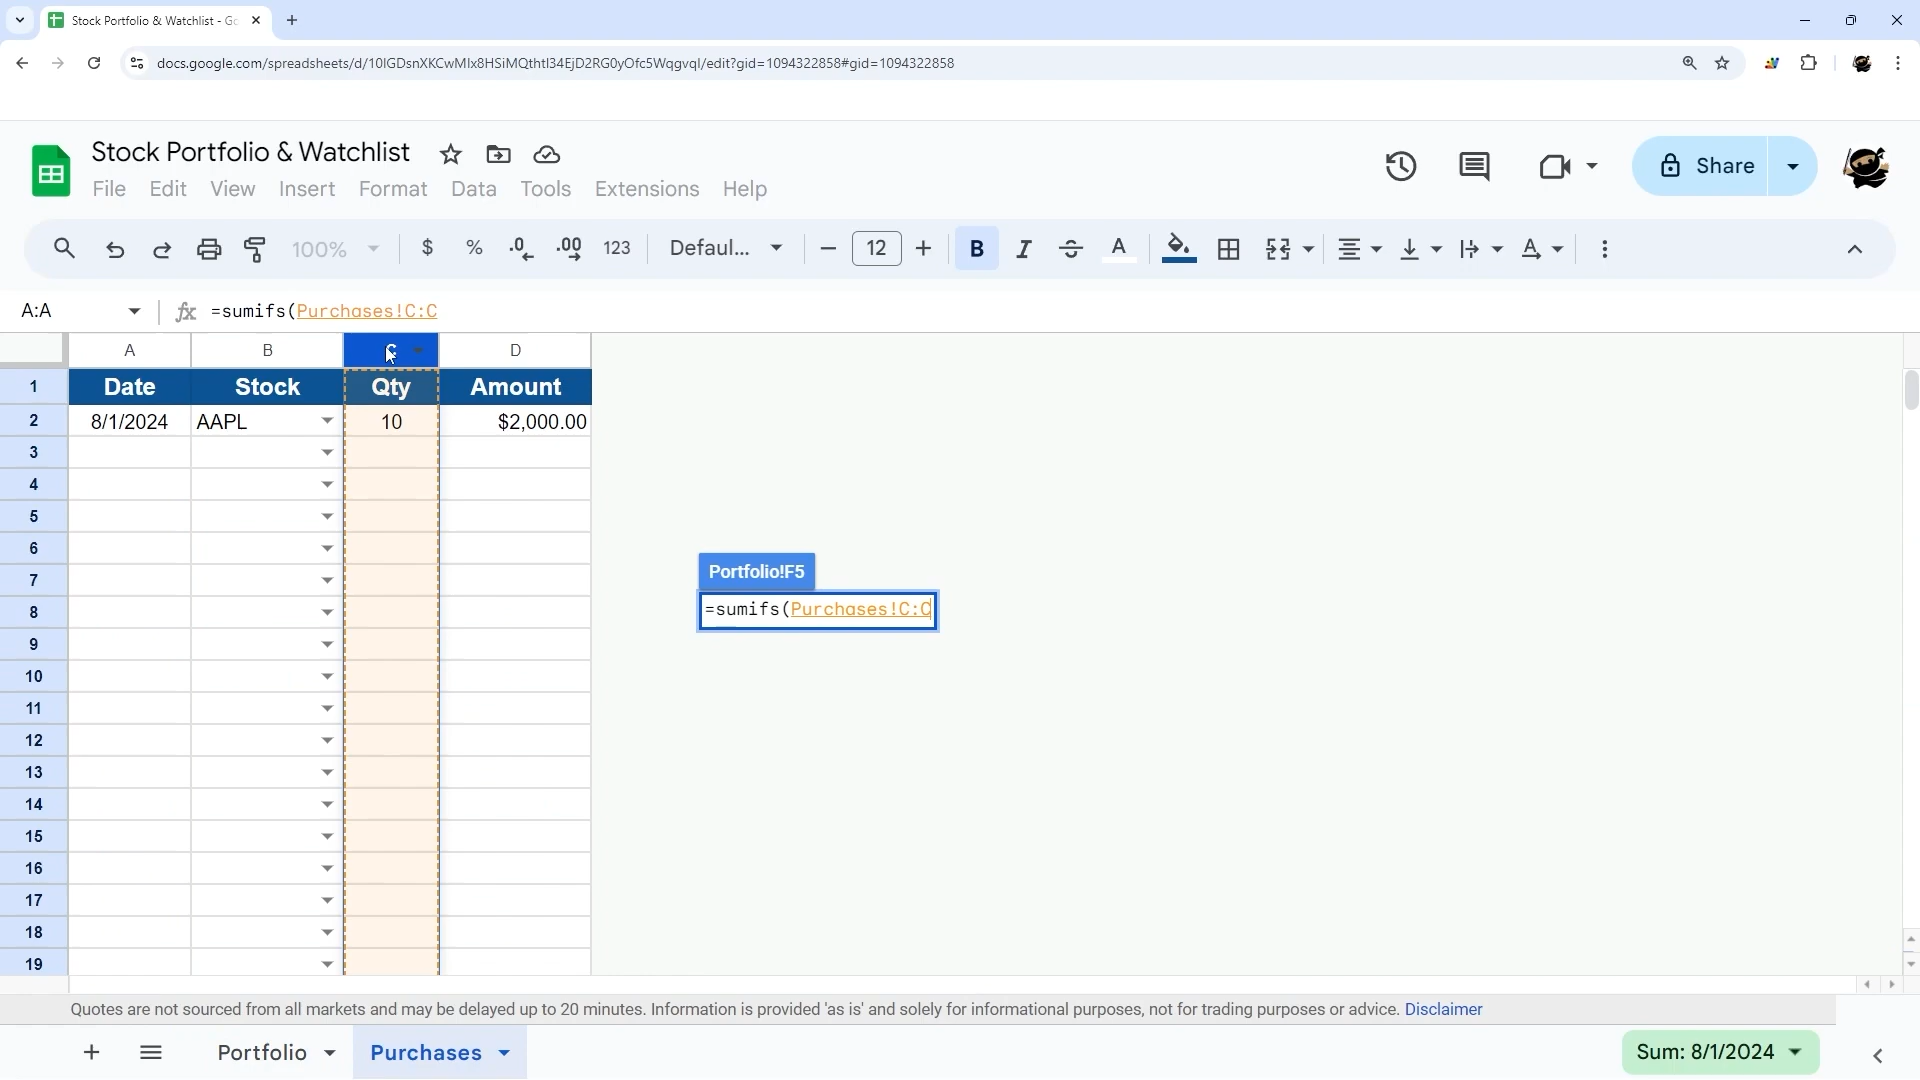 Stock Portfolio & Watchlist - Go
docs.google.com/spreadsheets/d/10IGDsnXKCwMIx8HSiMQthtI34EjD2RG0yOfc5WqgvqI/edit?gid=1094322858#gid=1094322858
Stock Portfolio & Watchlist
File Edit View Insert Format Data Tools Extensions Help
Share
100% $ % .0 .00 123 Defaul... 12 B I S A
A:A fx =sumifs(Purchases!C:C
A B C D
1 Date Stock Qty Amount
2 8/1/2024 AAPL 10 $2,000.00
3
4
5
6
7
Portfolio!F5
8 =sumifs(Purchases!C:C
9
10
11
12
13
14
15
16
17
18
19
Quotes are not sourced from all markets and may be delayed up to 20 minutes. Information is provided 'as is' and solely for informational purposes, not for trading purposes or advice. Disclaimer
Portfolio Purchases Sum: 8/1/2024